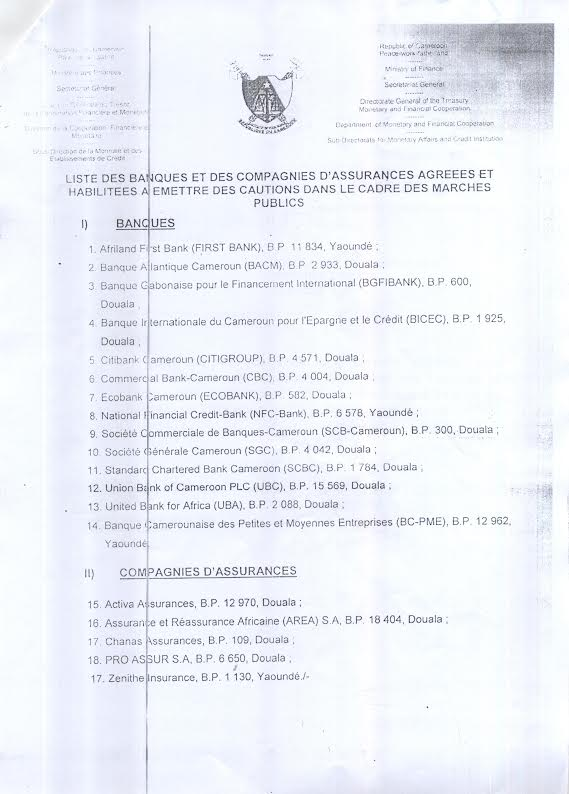 Republic of Cameroon
Peace-work-Fatherland
Ministry of Finance
Secretariat General
Directorate General of the Treasury
Monetary and Financial Cooperation
Department of Monetary and Financial Cooperation
Sub-Directorate for Monetary Affairs and Credit Institution
Ministère des Finances
Secrétariat Général
LISTE DES BANQUES ET DES COMPAGNIES D'ASSURANCES AGREEES ET
HABILITEES A EMETTRE DES CAUTIONS DANS LE CADRE DES MARCHES
PUBLICS
I) BANQUES
1. Afriland First Bank (FIRST BANK), B.P 11 834, Yaoundé ;
2. Banque Atlantique Cameroun (BACM), B.P 2 933, Douala ;
3. Banque Gabonaise pour le Financement International (BGFIBANK), B.P. 600,
Douala ;
4. Banque Internationale du Cameroun pour l'Epargne et le Crédit (BICEC), B.P. 1 925,
Douala ;
5. Citibank Cameroun (CITIGROUP), B.P. 4 571, Douala ;
6. Commercial Bank-Cameroun (CBC), B.P. 4 004, Douala ;
7. Ecobank Cameroun (ECOBANK), B.P. 582, Douala ;
8. National Financial Credit-Bank (NFC-Bank), B.P. 6 578, Yaoundé ;
9. Société Commerciale de Banques-Cameroun (SCB-Cameroun), B.P. 300, Douala ;
10. Société Générale Cameroun (SGC), B.P. 4 042, Douala ;
11. Standard Chartered Bank Cameroon (SCBC), B.P. 1 784, Douala ;
12. Union Bank of Cameroon PLC (UBC), B.P. 15 569, Douala ;
13. United Bank for Africa (UBA), B.P. 2 088, Douala ;
14. Banque Camerounaise des Petites et Moyennes Entreprises (BC-PME), B.P. 12 962,
Yaoundé.
II) COMPAGNIES D'ASSURANCES
15. Activa Assurances, B.P. 12 970, Douala ;
16. Assurance et Réassurance Africaine (AREA) S.A, B.P. 18 404, Douala ;
17. Chanas Assurances, B.P. 109, Douala ;
18. PRO ASSUR S.A, B.P. 6 650, Douala ;
17. Zenithe Insurance, B.P. 1 130, Yaoundé./-